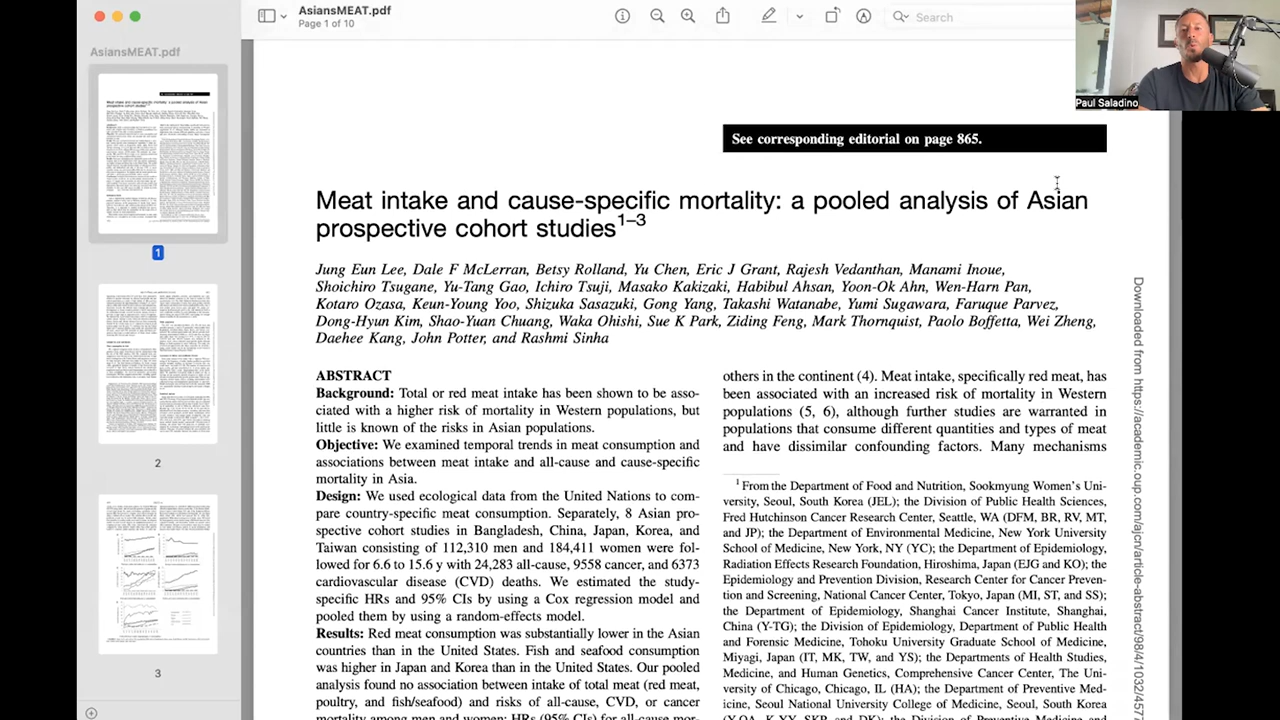 AsiansMEAT.pdf
Page 1 of 10
Search
Paul Saladino
AsiansMEAT.pdf
1
2
3
See corresponding editorial on page 865.
Meat intake and cause-specific mortality: a pooled analysis of Asian
prospective cohort studies1–3
Jung Eun Lee, Dale F McLerran, Betsy Rolland, Yu Chen, Eric J Grant, Rajesh Vedanthan, Manami Inoue,
Shoichiro Tsugane, Yu-Tang Gao, Ichiro Tsuji, Masako Kakizaki, Habibul Ahsan, Yoon-Ok Ahn, Wen-Harn Pan,
Kotaro Ozasa, Keun-Young Yoo, Shizuka Sasazuki, Gong Yang, Takashi Watanabe, Yumi Sugawara, Faruque Parvez,
Dong-Hyun Kim, Shao-Yuan Chuang, Waka Ohishi, Sue K Park, Ziding Feng, Mark Thornquist, Paolo Boffetta, Wei Zheng,
Daehee Kang, John Potter, and Rashmi Sinha
ABSTRACT
Background: Total or red meat intake has been shown to be asso-
ciated with a higher risk of mortality in Western populations, but
little is known of the risks in Asian populations.
Objective: We examined temporal trends in meat consumption and
associations between meat intake and all-cause and cause-specific
mortality in Asia.
Design: We used ecological data from the United Nations to com-
pare country-specific meat consumption. Separately, 8 Asian pro-
spective cohort studies in Bangladesh, China, Japan, Korea, and
Taiwan consisting of 112,310 men and 184,411 women were fol-
lowed for 6.6 to 15.6 y with 24,283 all-cause, 9558 cancer, and 6373
cardiovascular disease (CVD) deaths. We estimated the study-
specific HRs and 95% CIs by using a Cox regression model and
pooled them by using a random-effects model.
Results: Red meat consumption was substantially lower in the Asian
countries than in the United States. Fish and seafood consumption
was higher in Japan and Korea than in the United States. Our pooled
analysis found no association between intake of total meat (red meat,
poultry, and fish/seafood) and risks of all-cause, CVD, or cancer
mortality among men and women; HRs (95% CIs) for all-cause mor-
others in the continent (4). Meat intake, specifically red meat, has
been associated with an increased risk of mortality in Western
populations (5, 6), although further studies are warranted in
populations that consume different quantities and types of meat
and have dissimilar confounding factors. Many mechanisms
1 From the Department of Food and Nutrition, Sookmyung Women's Uni-
versity, Seoul, South Korea (JEL); the Division of Public Health Sciences,
Fred Hutchinson Cancer Research Center, Seattle, WA (DFM, BR, RV, MT,
and JP); the Department of Environmental Medicine, New York University
School of Medicine, New York, NY (YC); the Department of Epidemiology,
Radiation Effects Research Foundation, Hiroshima, Japan (EJG and KO); the
Epidemiology and Prevention Division, Research Center for Cancer Preven-
tion and Screening, National Cancer Center, Tokyo, Japan (MI, ST, and SS);
the Department of Epidemiology, Shanghai Cancer Institute, Shanghai,
China (Y-TG); the Division of Epidemiology, Department of Public Health
and Forensic Medicine, Tohoku University Graduate School of Medicine,
Miyagi, Japan (IT, MK, TW, and YS); the Departments of Health Studies,
Medicine, and Human Genetics, Comprehensive Cancer Center, The Uni-
versity of Chicago, Chicago, IL (HA); the Department of Preventive Med-
icine, Seoul National University College of Medicine, Seoul, South Korea
(Y-OA, K-YY, SKP, and DK); the Division of Preventive Medicine and
Downloaded from https://academic.oup.com/ajcn/article-abstract/98/4/1032/4577